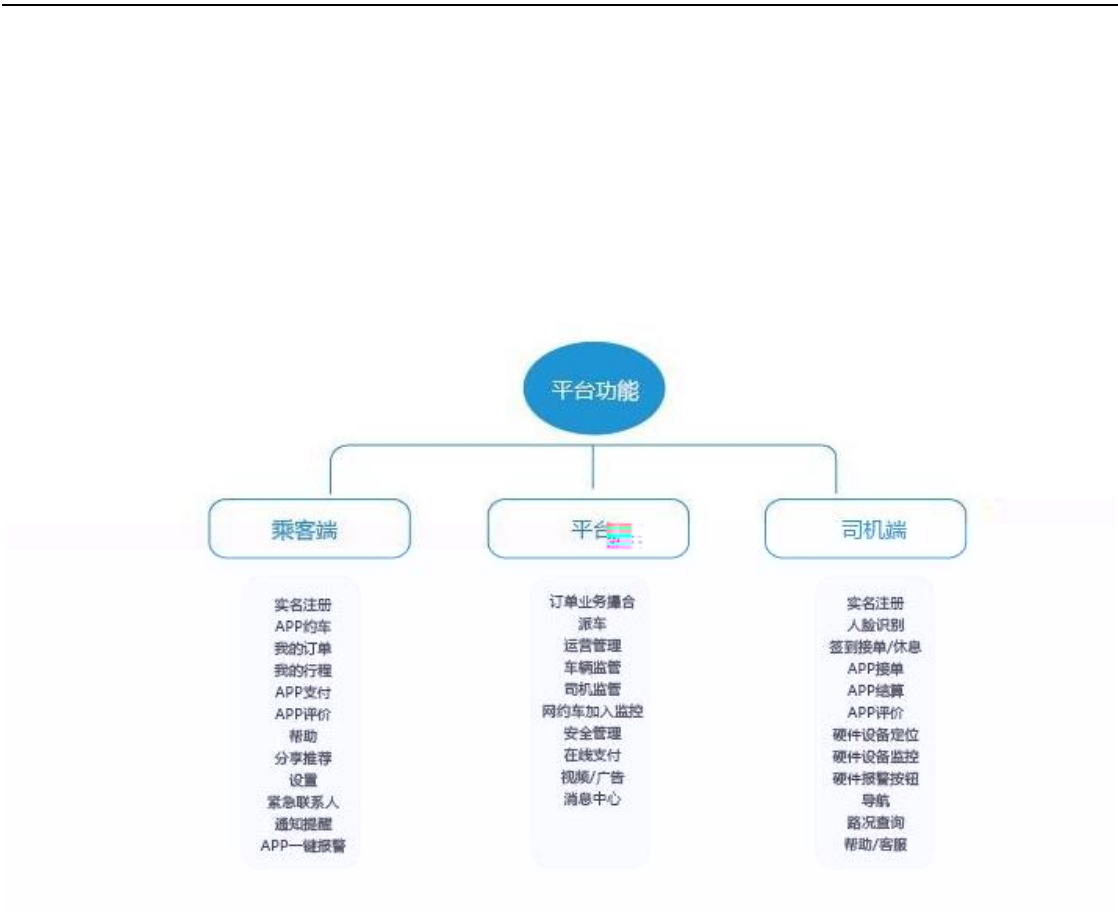 平台功能
乘客端
平台
司机端
实名注册
APP约车
我的订单
我的行程
APP支付
APP评价
帮助
分享推荐
设置
紧急联系人
通知提醒
APP一键报警
订单业务撮合
派车
运营管理
车辆监管
司机监管
网约车加入监控
安全管理
在线支付
视频/广告
消息中心
实名注册
人脸识别
签到接单/休息
APP接单
APP结算
APP评价
硬件设备定位
硬件设备监控
硬件报警按钮
导航
路况查询
帮助/客服